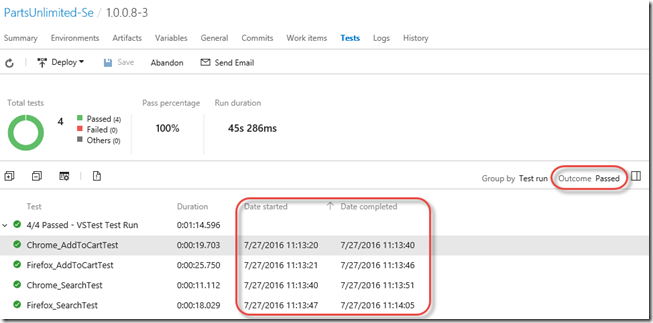 PartsUnlimited-Se / 1.0.0.8-3
Summary Environments Artifacts Variables General Commits Work items Tests Logs History
Deploy Save Abandon Send Email
Total tests Pass percentage Run duration
4 Passed (4) 100% 45s 286ms
Failed (0)
Others (0)
Group by Test run Outcome Passed
Test Duration Date started Date completed
4/4 Passed - VSTest Test Run 0:01:14.596
Chrome_AddToCartTest 0:00:19.703 7/27/2016 11:13:20 7/27/2016 11:13:40
Firefox_AddToCartTest 0:00:25.750 7/27/2016 11:13:21 7/27/2016 11:13:46
Chrome_SearchTest 0:00:11.112 7/27/2016 11:13:40 7/27/2016 11:13:51
Firefox_SearchTest 0:00:18.029 7/27/2016 11:13:47 7/27/2016 11:14:05